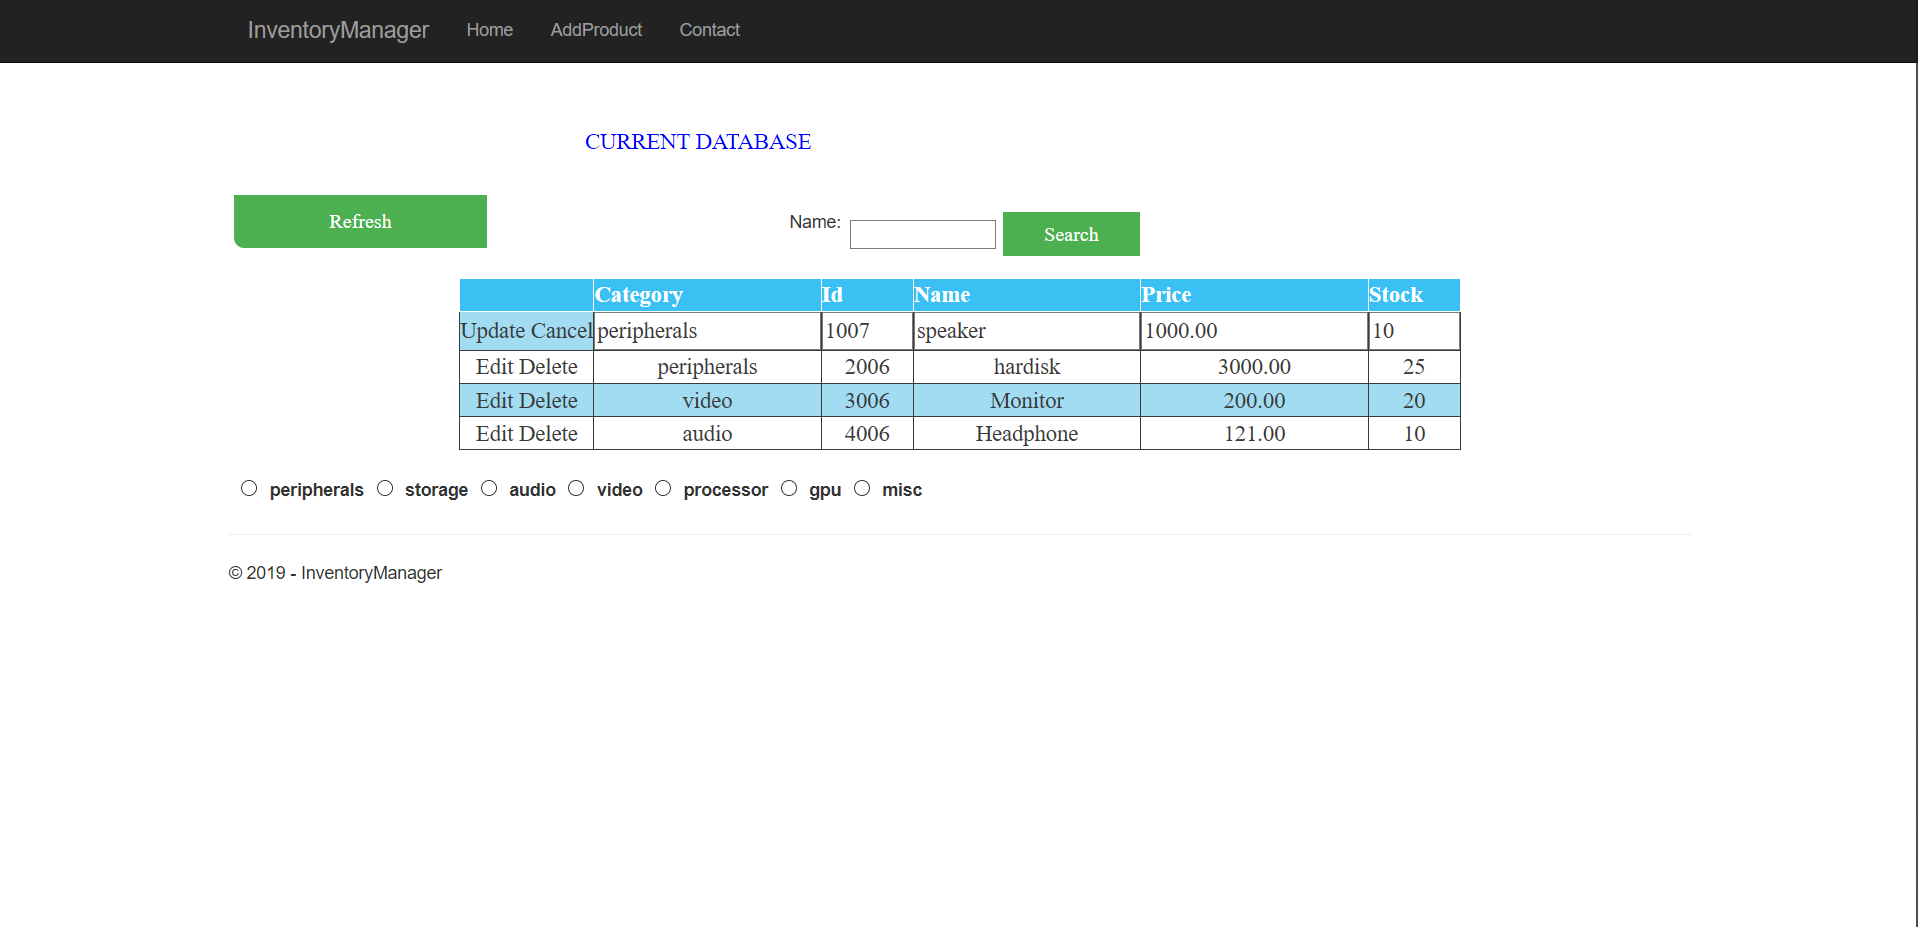 InventoryManager Home AddProduct Contact
CURRENT DATABASE
Refresh Name: Search
Category Id Name Price Stock
Update Cancel peripherals 1007 speaker 1000.00 10
Edit Delete peripherals 2006 hardisk 3000.00 25
Edit Delete video 3006 Monitor 200.00 20
Edit Delete audio 4006 Headphone 121.00 10
peripherals storage audio video processor gpu misc
© 2019 - InventoryManager